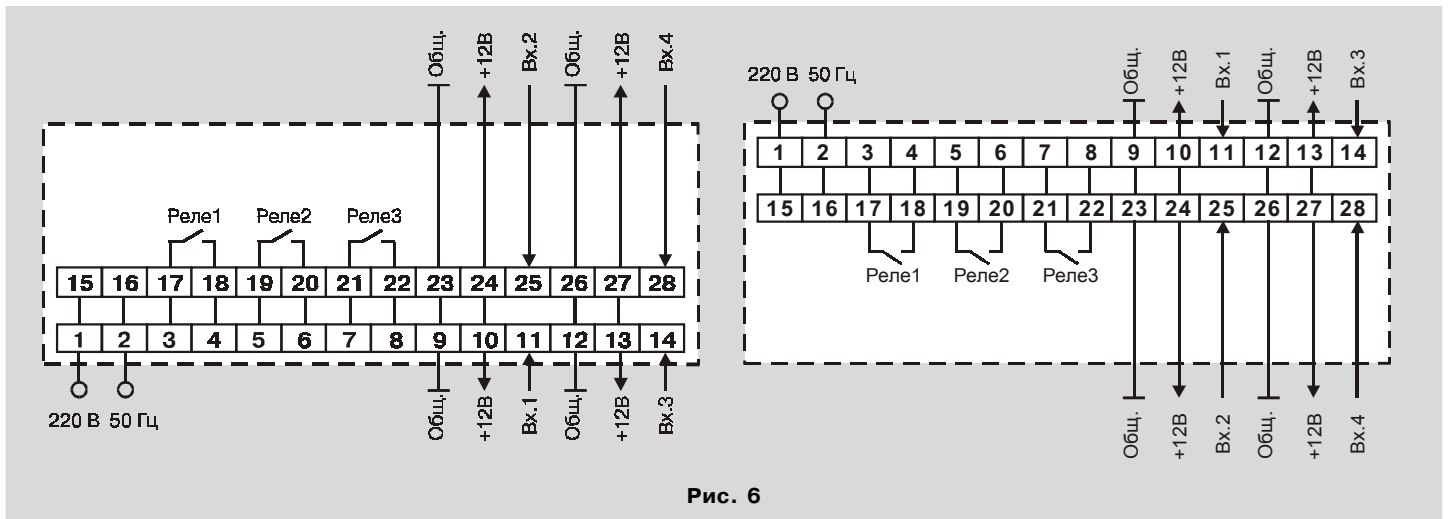 Общ. +12В Вх.2 Общ. +12В Вх.4
Реле1 Реле2 Реле3
15 16 17 18 19 20 21 22 23 24 25 26 27 28
1 2 3 4 5 6 7 8 9 10 11 12 13 14
220 В 50 Гц
Общ. +12В Вх.1 Общ. +12В Вх.3
220 В 50 Гц
Общ. +12В Вх.1 Общ. +12В Вх.3
1 2 3 4 5 6 7 8 9 10 11 12 13 14
15 16 17 18 19 20 21 22 23 24 25 26 27 28
Реле1 Реле2 Реле3
Общ. +12В Вх.2 Общ. +12В Вх.4
Рис. 6